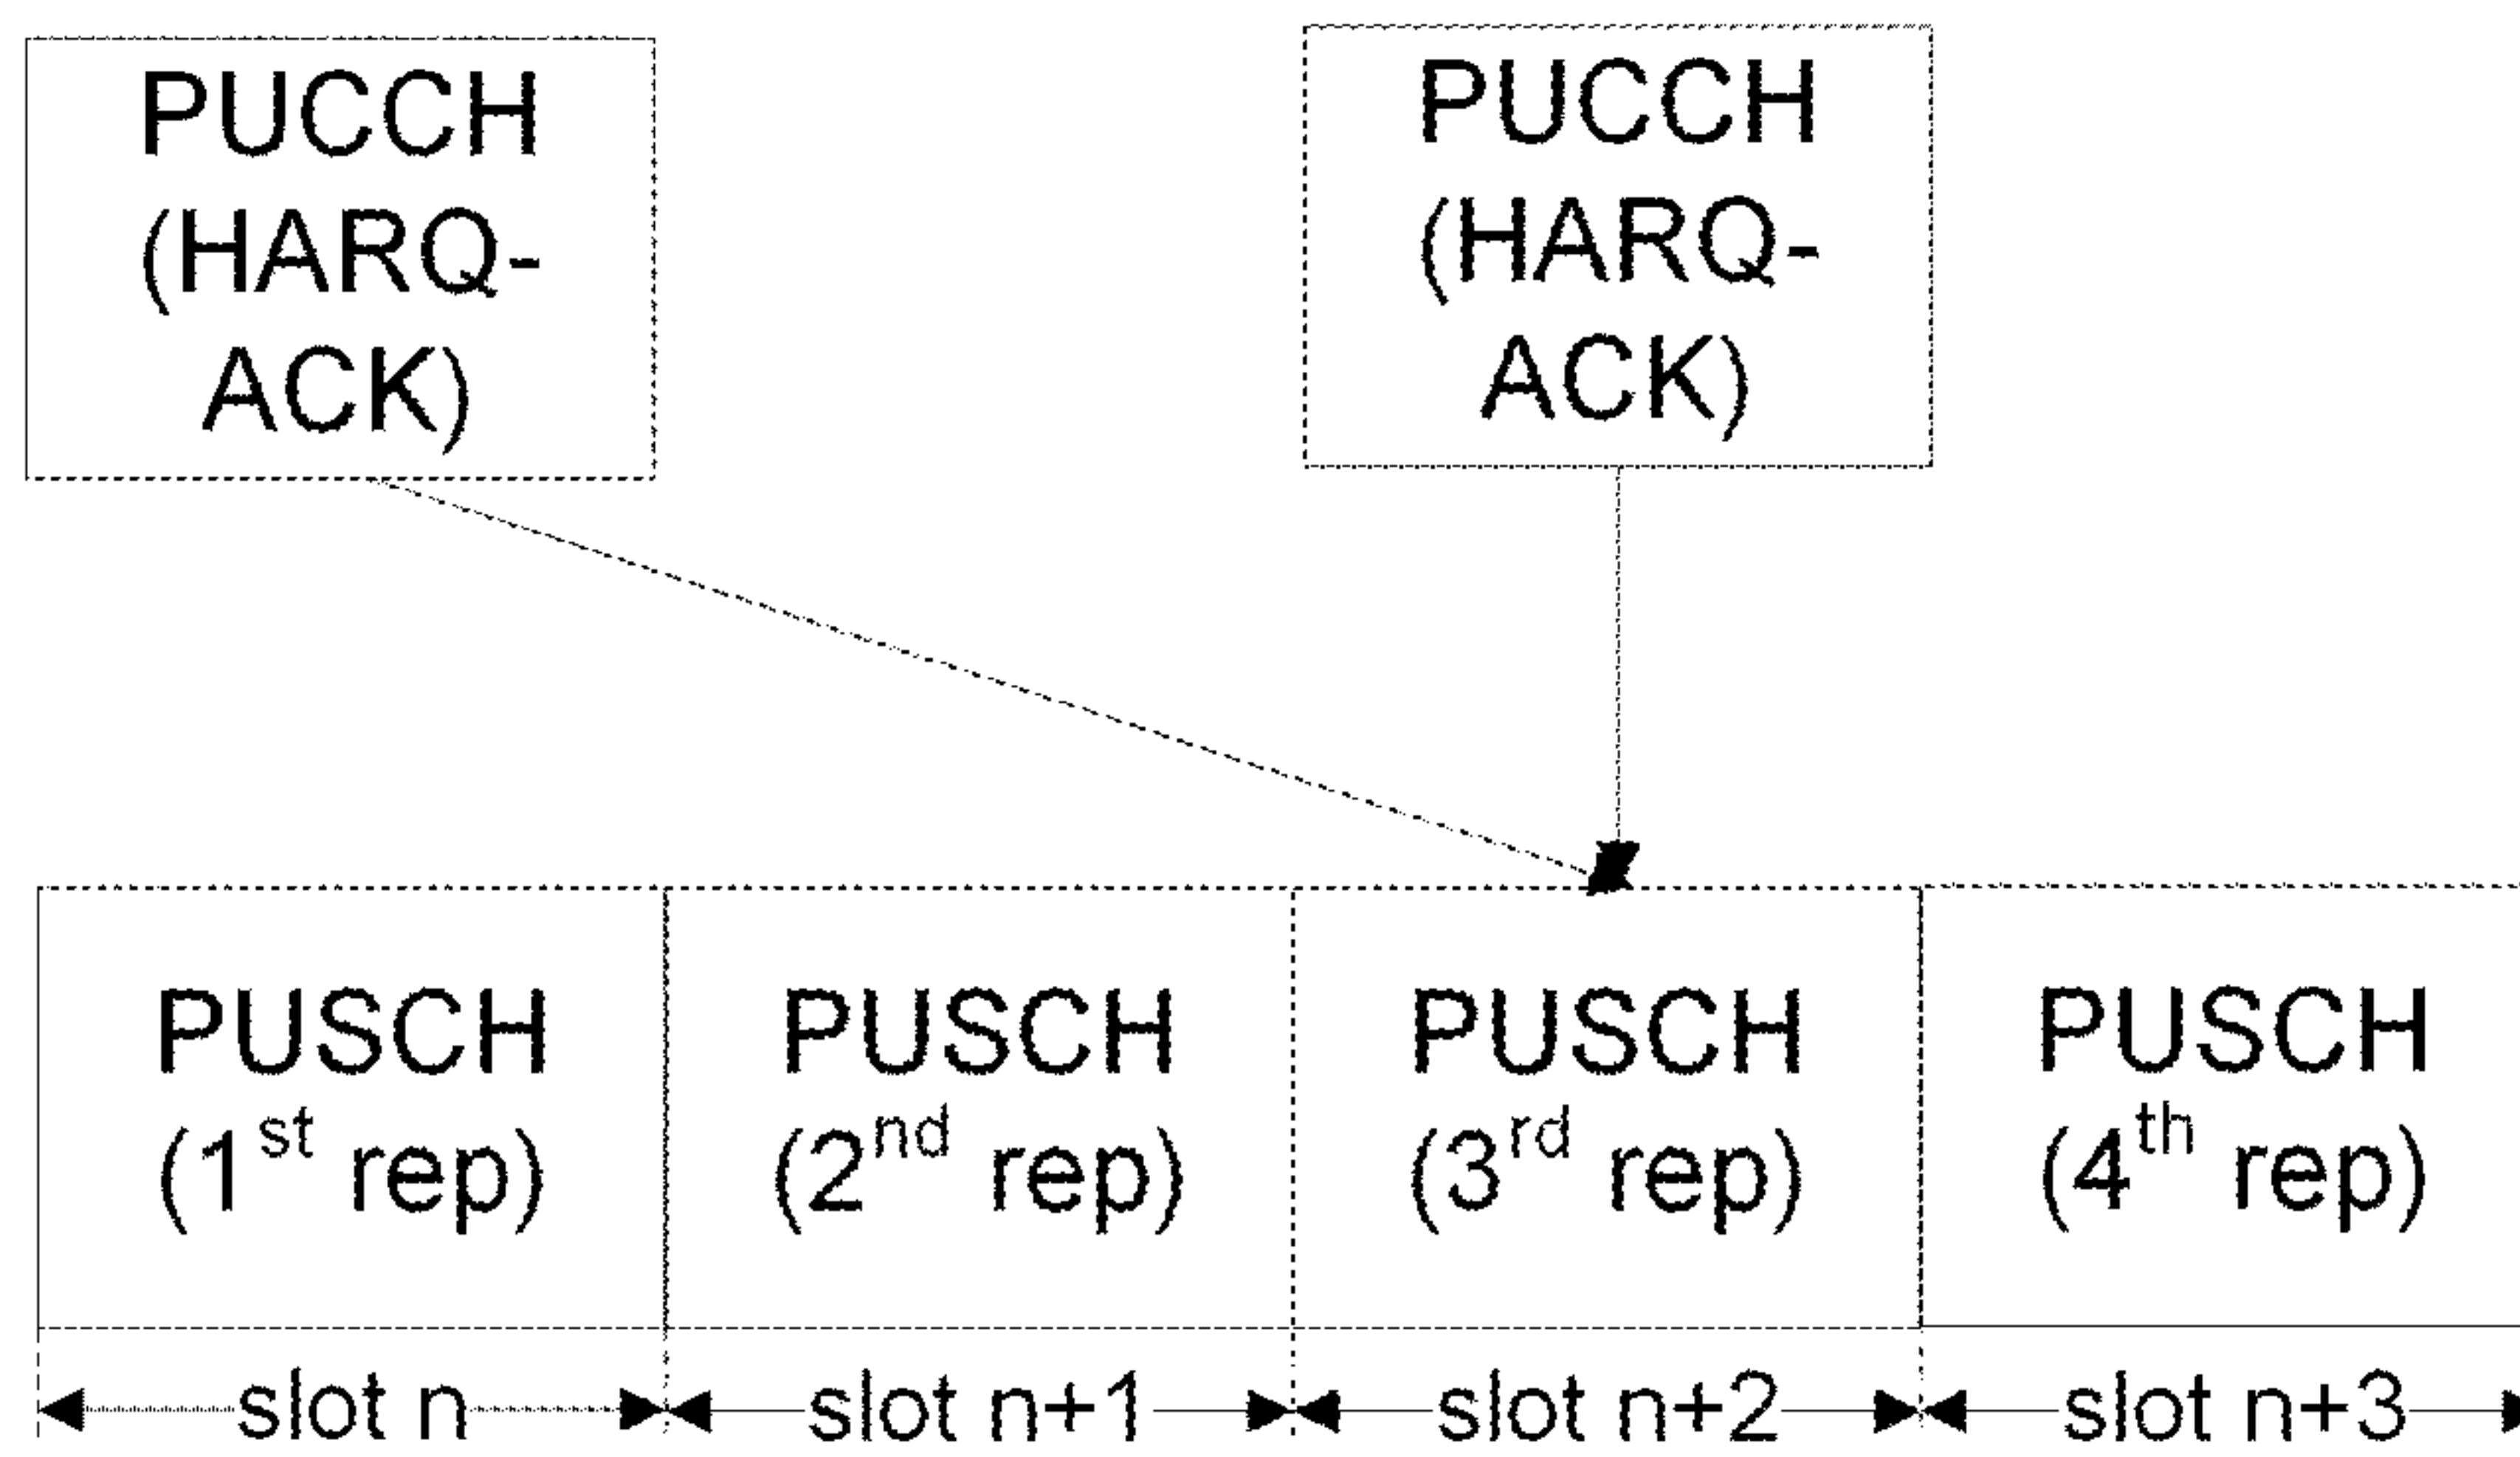 PUCCH
(HARQ-
ACK)
PUCCH
(HARQ-
ACK)
PUSCH
(1st rep)
PUSCH
(2nd rep)
PUSCH
(3rd rep)
PUSCH
(4th rep)
slot n
slot n+1
slot n+2
slot n+3